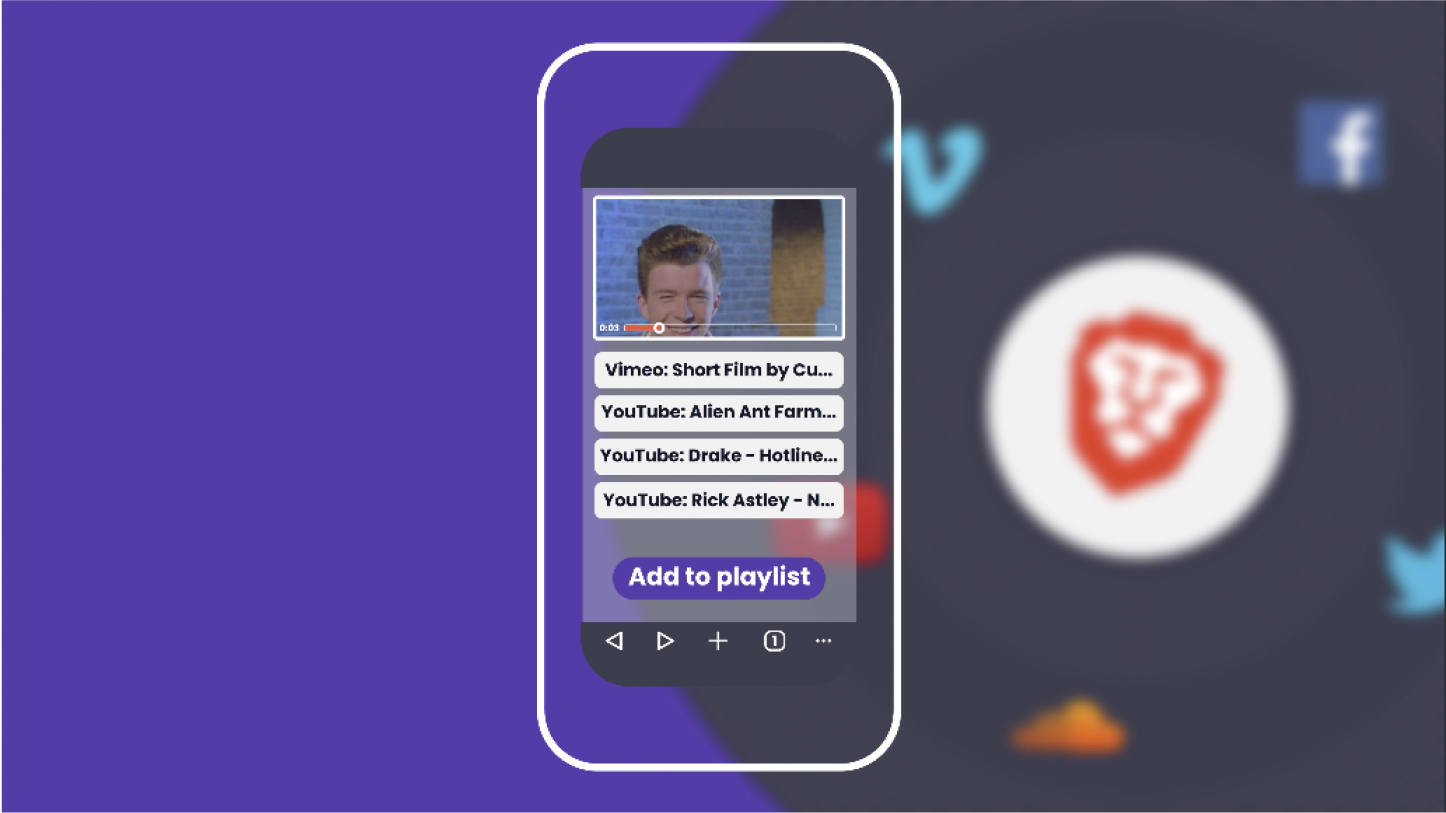 0:03
Vimeo: Short Film by Cu...
YouTube: Alien Ant Farm...
YouTube: Drake - Hotline...
YouTube: Rick Astley - N...
Add to playlist
1